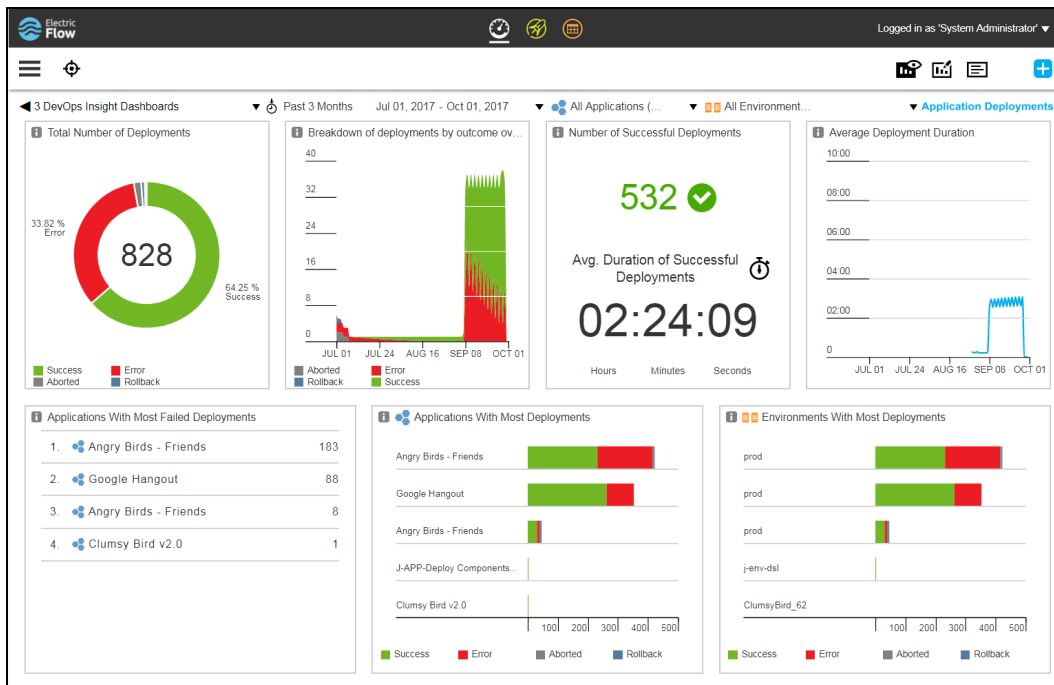 Electric
Flow
Logged in as 'System Administrator'
3 DevOps Insight Dashboards
Past 3 Months
Jul 01, 2017 - Oct 01, 2017
All Applications (...
All Environment...
Application Deployments
Total Number of Deployments
33.82 %
Error
828
64.25 %
Success
Success
Error
Aborted
Rollback
Breakdown of deployments by outcome ov...
40
32
24
16
8
0
JUL 01
JUL 24
AUG 16
SEP 08
OCT 01
Aborted
Error
Rollback
Success
Number of Successful Deployments
532
Avg. Duration of Successful
Deployments
02:24:09
Hours
Minutes
Seconds
Average Deployment Duration
10:00
08:00
06:00
04:00
02:00
0
JUL 01
JUL 24
AUG 16
SEP 08
OCT 01
Applications With Most Failed Deployments
1. Angry Birds - Friends 183
2. Google Hangout 88
3. Angry Birds - Friends 8
4. Clumsy Bird v2.0 1
Applications With Most Deployments
Angry Birds - Friends
Google Hangout
Angry Birds - Friends
J-APP-Deploy Components...
Clumsy Bird v2.0
100 200 300 400 500
Success
Error
Aborted
Rollback
Environments With Most Deployments
prod
prod
prod
j-env-dsl
ClumsyBird_62
100 200 300 400 500
Success
Error
Aborted
Rollback